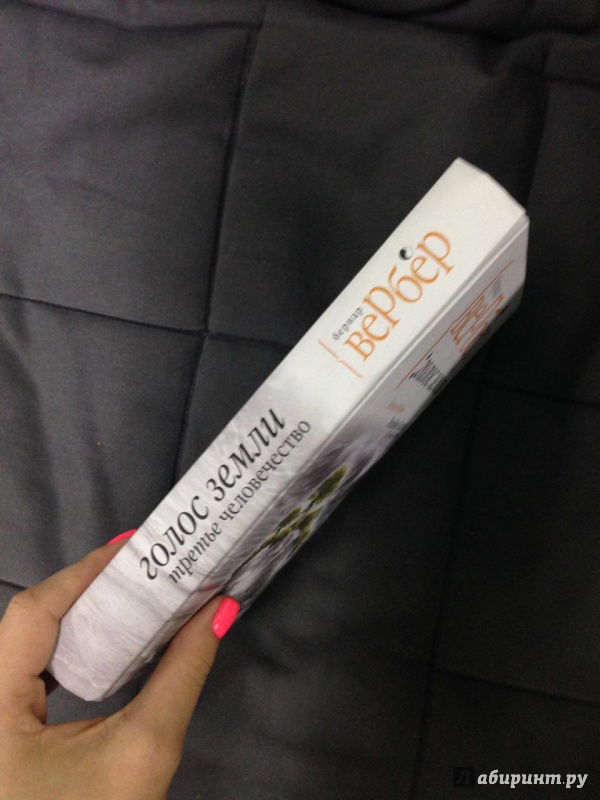 бернар
вербер
голос земли
третье человечество
Лабиринт.ру